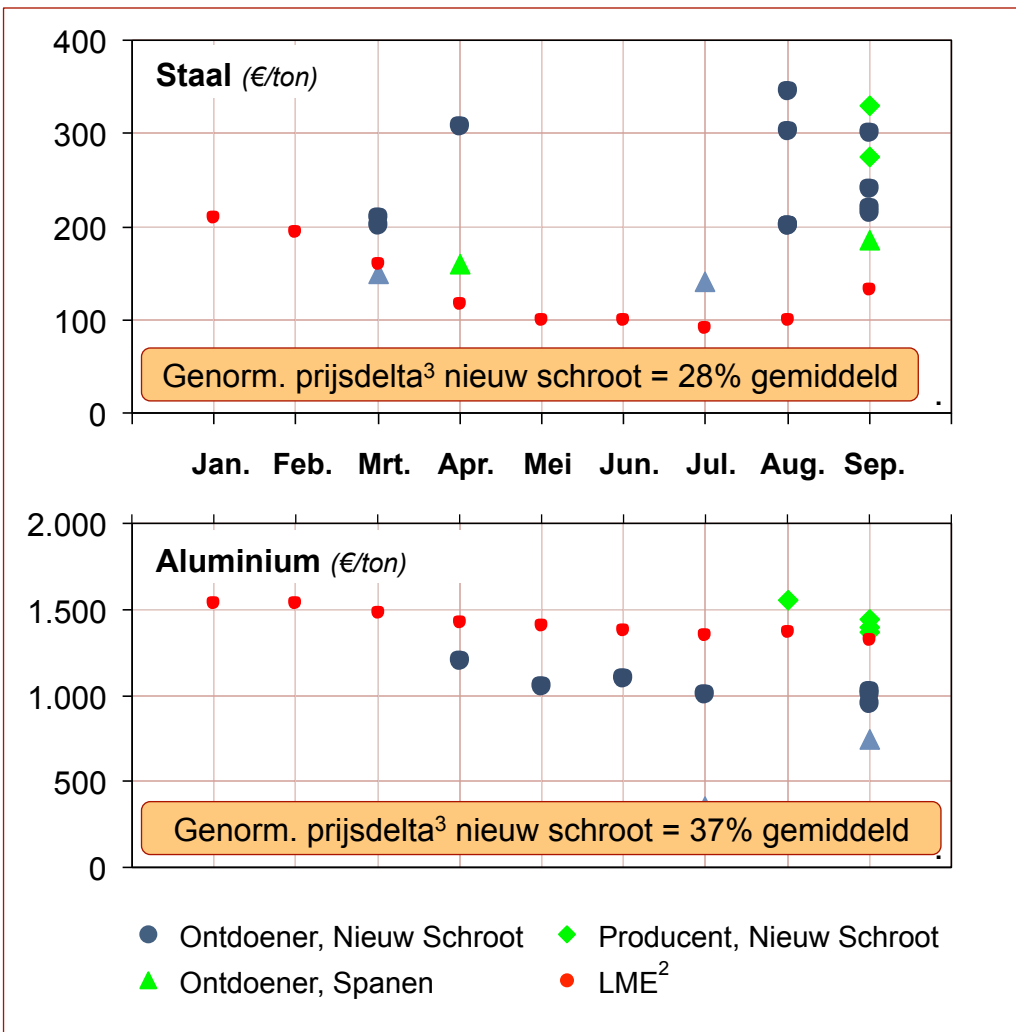 400
Staal (€/ton)
300
200
100
Genorm. prijsdelta³ nieuw schroot = 28% gemiddeld
.
0
Jan. Feb. Mrt. Apr. Mei Jun. Jul. Aug. Sep.
2.000
Aluminium (€/ton)
1.500
1.000
500
Genorm. prijsdelta³ nieuw schroot = 37% gemiddeld
.
0
Ontdoener, Nieuw Schroot Producent, Nieuw Schroot
Ontdoener, Spanen LME²